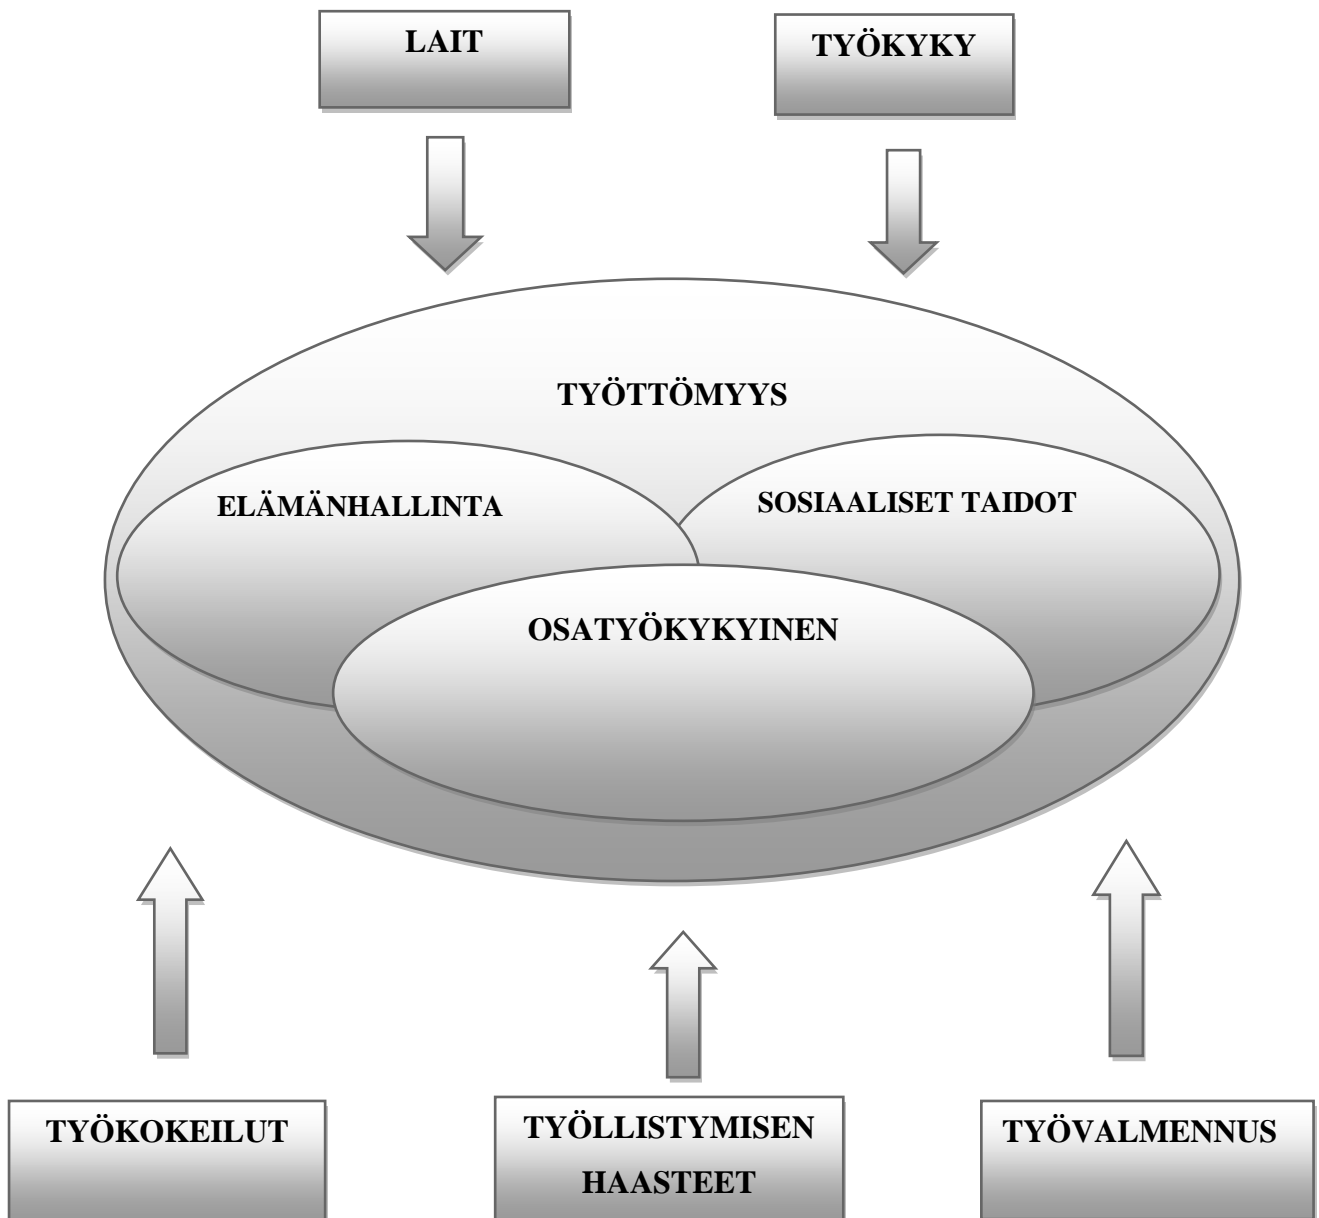 LAIT
TYÖKYKY
TYÖTTÖMYYS
ELÄMÄNHALLINTA
SOSIAALISET TAIDOT
OSATYÖKYKYINEN
TYÖKOKEILUT
TYÖLLISTYMISEN
HAASTEET
TYÖVALMENNUS